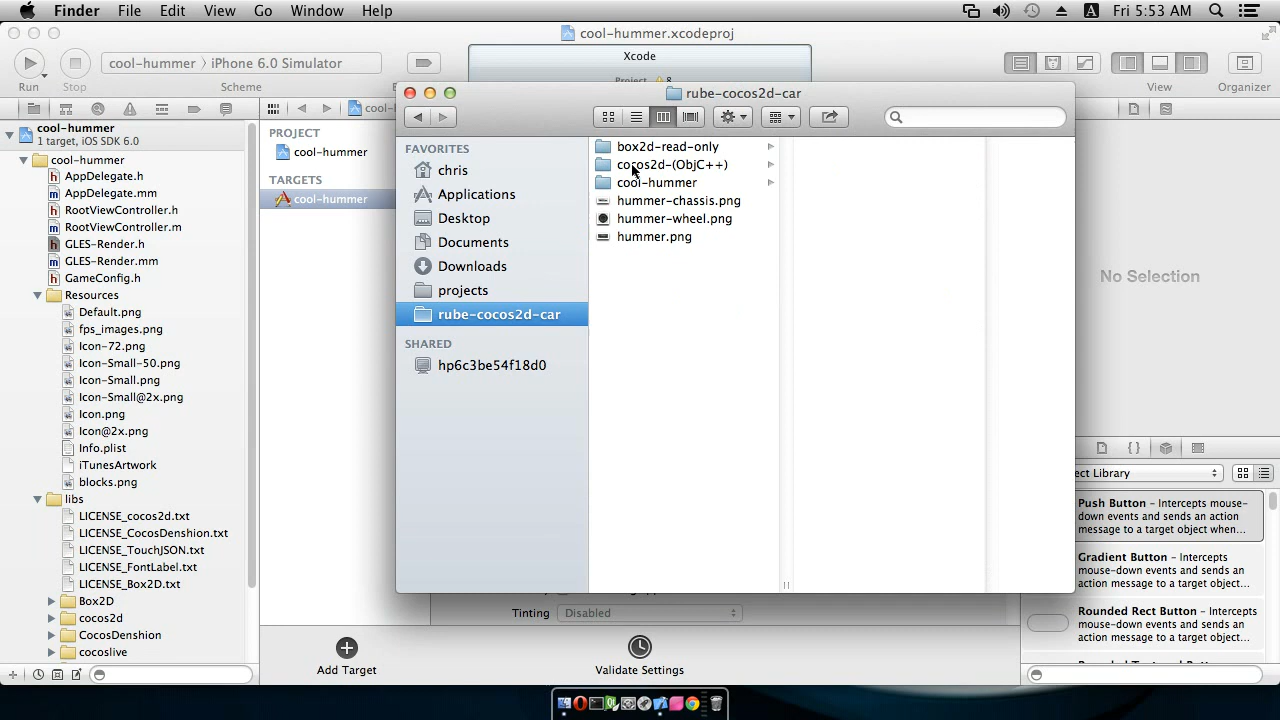 Finder File Edit View Go Window Help
A Fri 5:53 AM
cool-hummer.xcodeproj
cool-hummer iPhone 6.0 Simulator
Xcode
Run Stop Scheme View Organizer
rube-cocos2d-car
cool-hummer
1 target, iOS SDK 6.0
cool-hummer
AppDelegate.h
AppDelegate.mm
RootViewController.h
RootViewController.m
GLES-Render.h
GLES-Render.mm
GameConfig.h
Resources
Default.png
fps_images.png
Icon-72.png
Icon-Small-50.png
Icon-Small.png
Icon-Small@2x.png
Icon.png
Icon@2x.png
Info.plist
iTunesArtwork
blocks.png
libs
LICENSE_cocos2d.txt
LICENSE_CocosDenshion.txt
LICENSE_TouchJSON.txt
LICENSE_FontLabel.txt
LICENSE_Box2D.txt
Box2D
cocos2d
CocosDenshion
cocoslive
PROJECT
cool-hummer
TARGETS
cool-hummer
FAVORITES
chris
Applications
Desktop
Documents
Downloads
projects
rube-cocos2d-car
SHARED
hp6c3be54f18d0
box2d-read-only
cocos2d-(ObjC++)
cool-hummer
hummer-chassis.png
hummer-wheel.png
hummer.png
Tinting Disabled
Add Target
Validate Settings
No Selection
ect Library
Push Button - Intercepts mouse-
down events and sends an action
message to a target object when...
Gradient Button - Intercepts
mouse-down events and sends an
action message to a target object...
Rounded Rect Button - Intercepts
mouse-down events and sends an
action message to a target object...